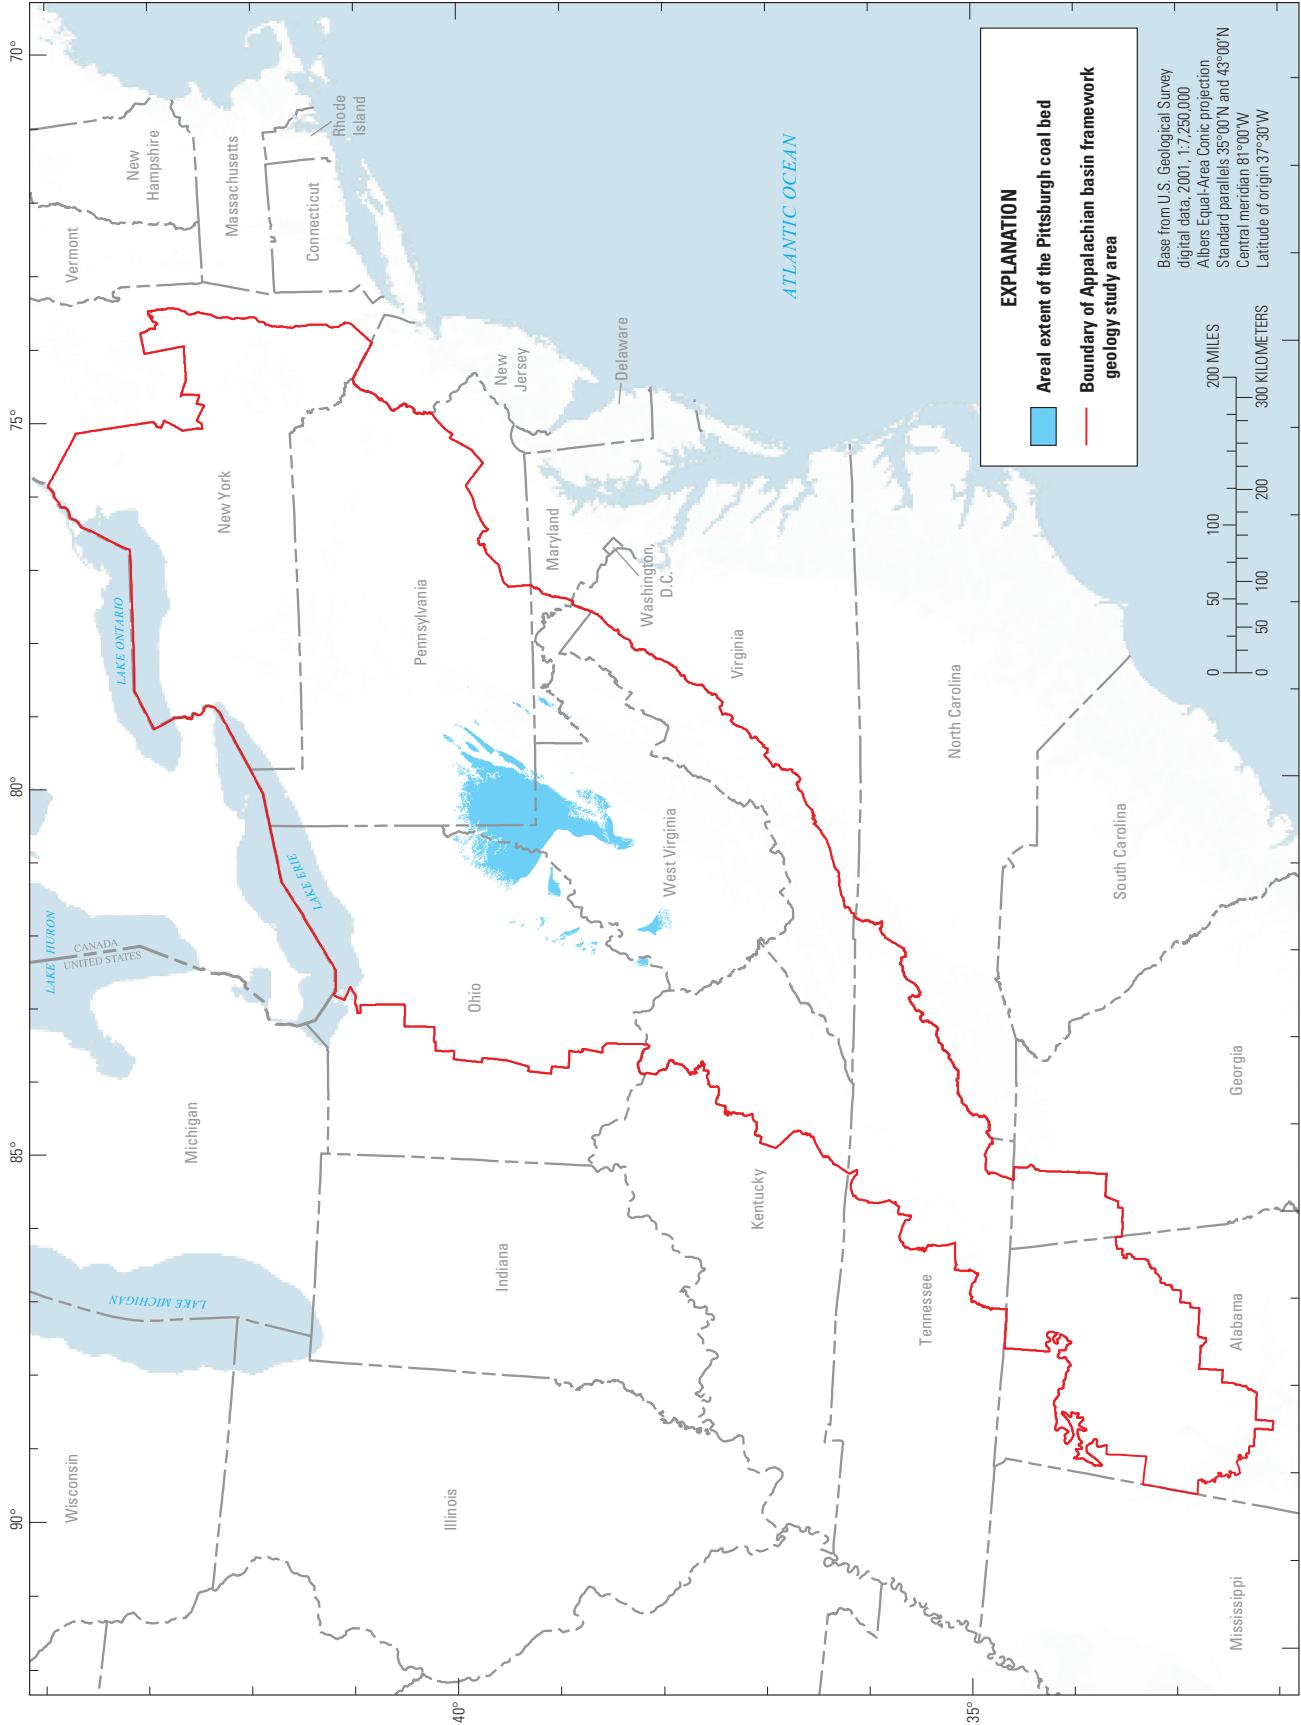 90°
85°
80°
75°
70°
40°
35°
Wisconsin
LAKE MICHIGAN
Michigan
LAKE HURON
CANADA
UNITED STATES
LAKE ERIE
LAKE ONTARIO
New York
Vermont
New
Hampshire
Massachusetts
Connecticut
Rhode
Island
Illinois
Indiana
Ohio
Pennsylvania
New
Jersey
Delaware
Maryland
Washington,
D.C.
West Virginia
Virginia
Kentucky
Tennessee
North Carolina
South Carolina
Mississippi
Alabama
Georgia
ATLANTIC OCEAN
EXPLANATION
Areal extent of the Pittsburgh coal bed
Boundary of Appalachian basin framework
geology study area
0 50 100 200 MILES
0 50 100 200 300 KILOMETERS
Base from U.S. Geological Survey
digital data, 2001, 1:7,250,000
Albers Equal-Area Conic projection
Standard parallels 35°00'N and 43°00'N
Central meridian 81°00'W
Latitude of origin 37°30'W